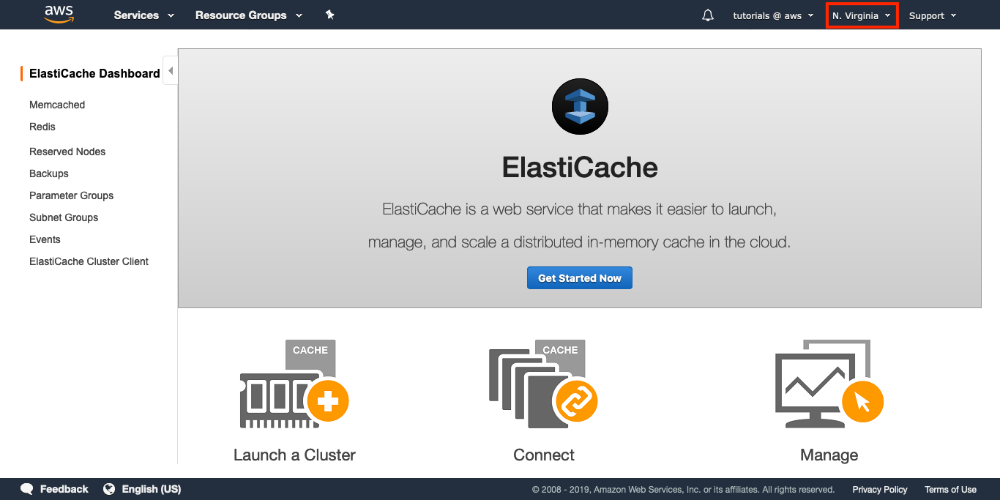 aws Services Resource Groups tutorials @ aws N. Virginia Support
ElastiCache Dashboard
Memcached
Redis
Reserved Nodes
Backups
Parameter Groups
Subnet Groups
Events
ElastiCache Cluster Client
ElastiCache
ElastiCache is a web service that makes it easier to launch,
manage, and scale a distributed in-memory cache in the cloud.
Get Started Now
CACHE
CACHE
Launch a Cluster
Connect
Manage
Feedback English (US) © 2008 - 2019, Amazon Web Services, Inc. or its affiliates. All rights reserved. Privacy Policy Terms of Use